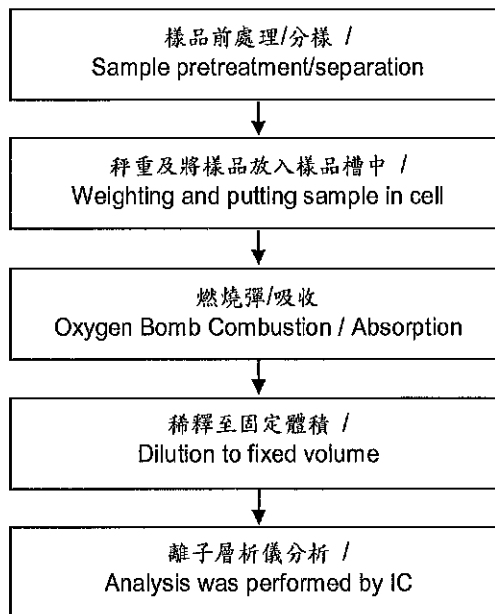 樣品前處理/分樣 /
Sample pretreatment/separation
秤重及將樣品放入樣品槽中 /
Weighting and putting sample in cell
燃燒彈/吸收
Oxygen Bomb Combustion / Absorption
稀釋至固定體積 /
Dilution to fixed volume
離子層析儀分析 /
Analysis was performed by IC